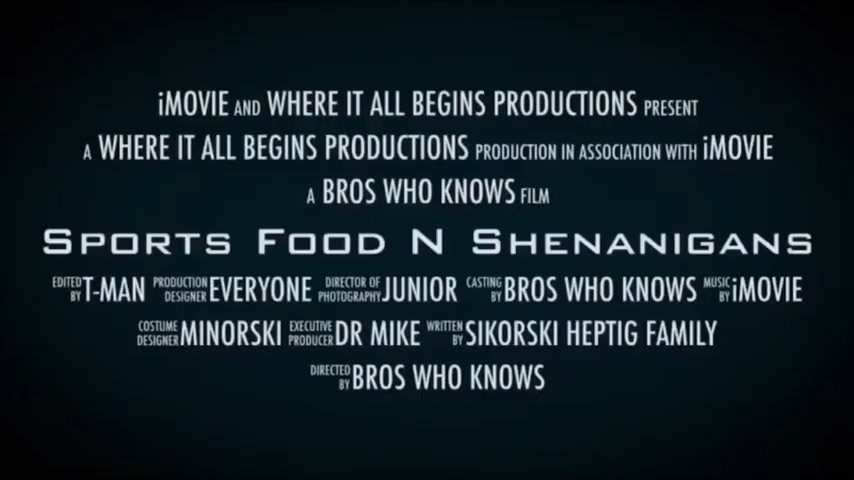 iMOVIE AND WHERE IT ALL BEGINS PRODUCTIONS PRESENT
A WHERE IT ALL BEGINS PRODUCTIONS PRODUCTION IN ASSOCIATION WITH iMOVIE
A BROS WHO KNOWS FILM
SPORTS FOOD N SHENANIGANS
EDITED BY T-MAN PRODUCTION DESIGNER EVERYONE DIRECTOR OF PHOTOGRAPHY JUNIOR CASTING BY BROS WHO KNOWS MUSIC BY iMOVIE
COSTUME DESIGNER MINORSKI EXECUTIVE PRODUCER DR MIKE WRITTEN BY SIKORSKI HEPTIG FAMILY
DIRECTED BY BROS WHO KNOWS